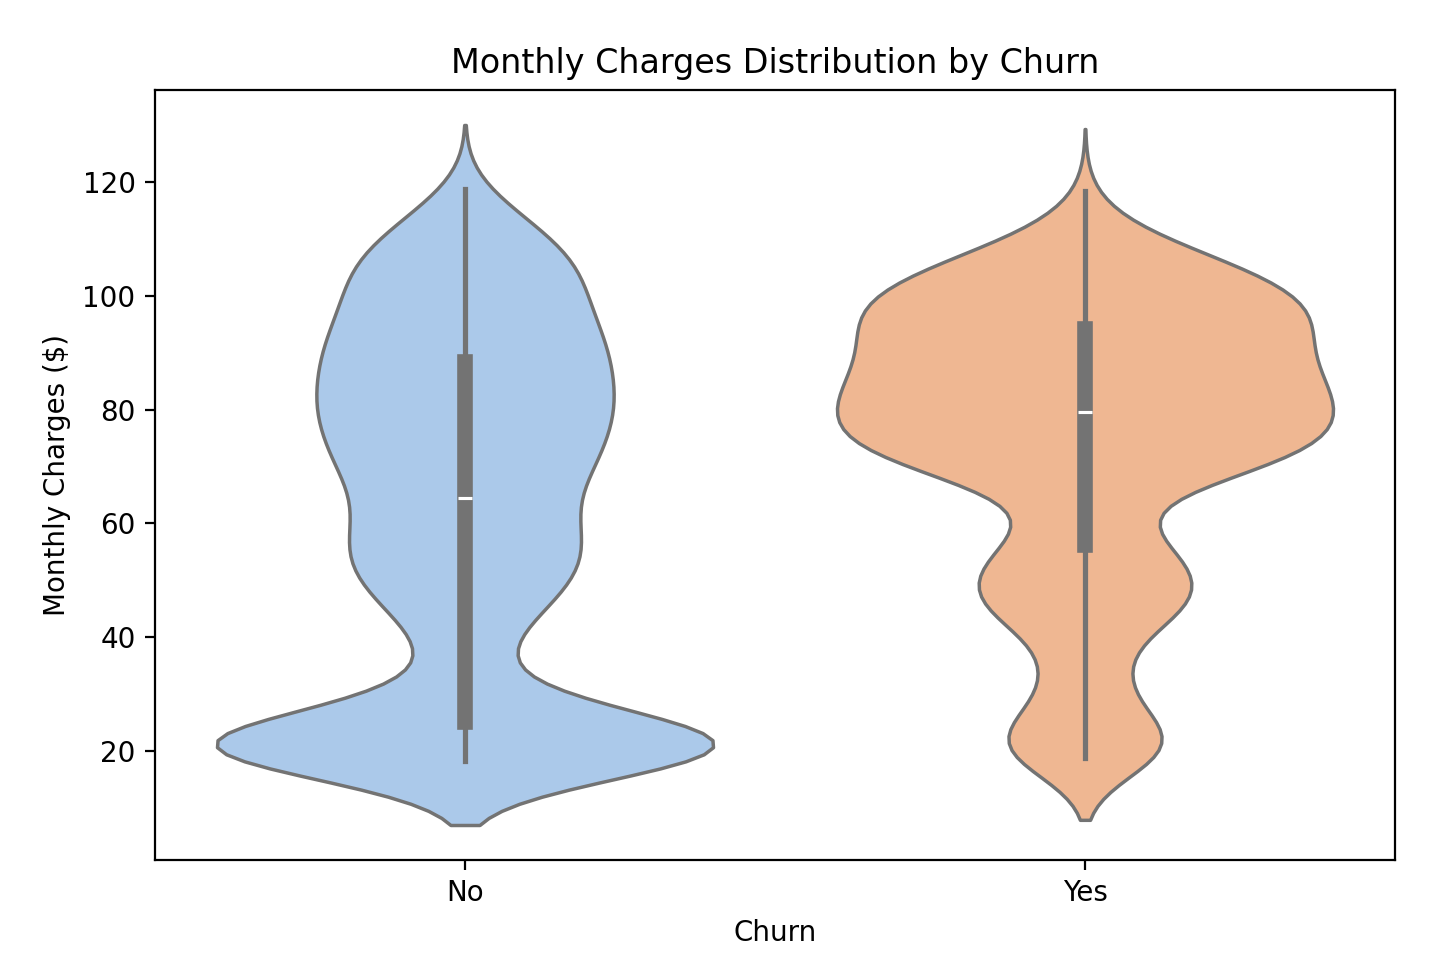 Monthly Charges Distribution by Churn
Monthly Charges ($)
120
100
80
60
40
20
No
Yes
Churn